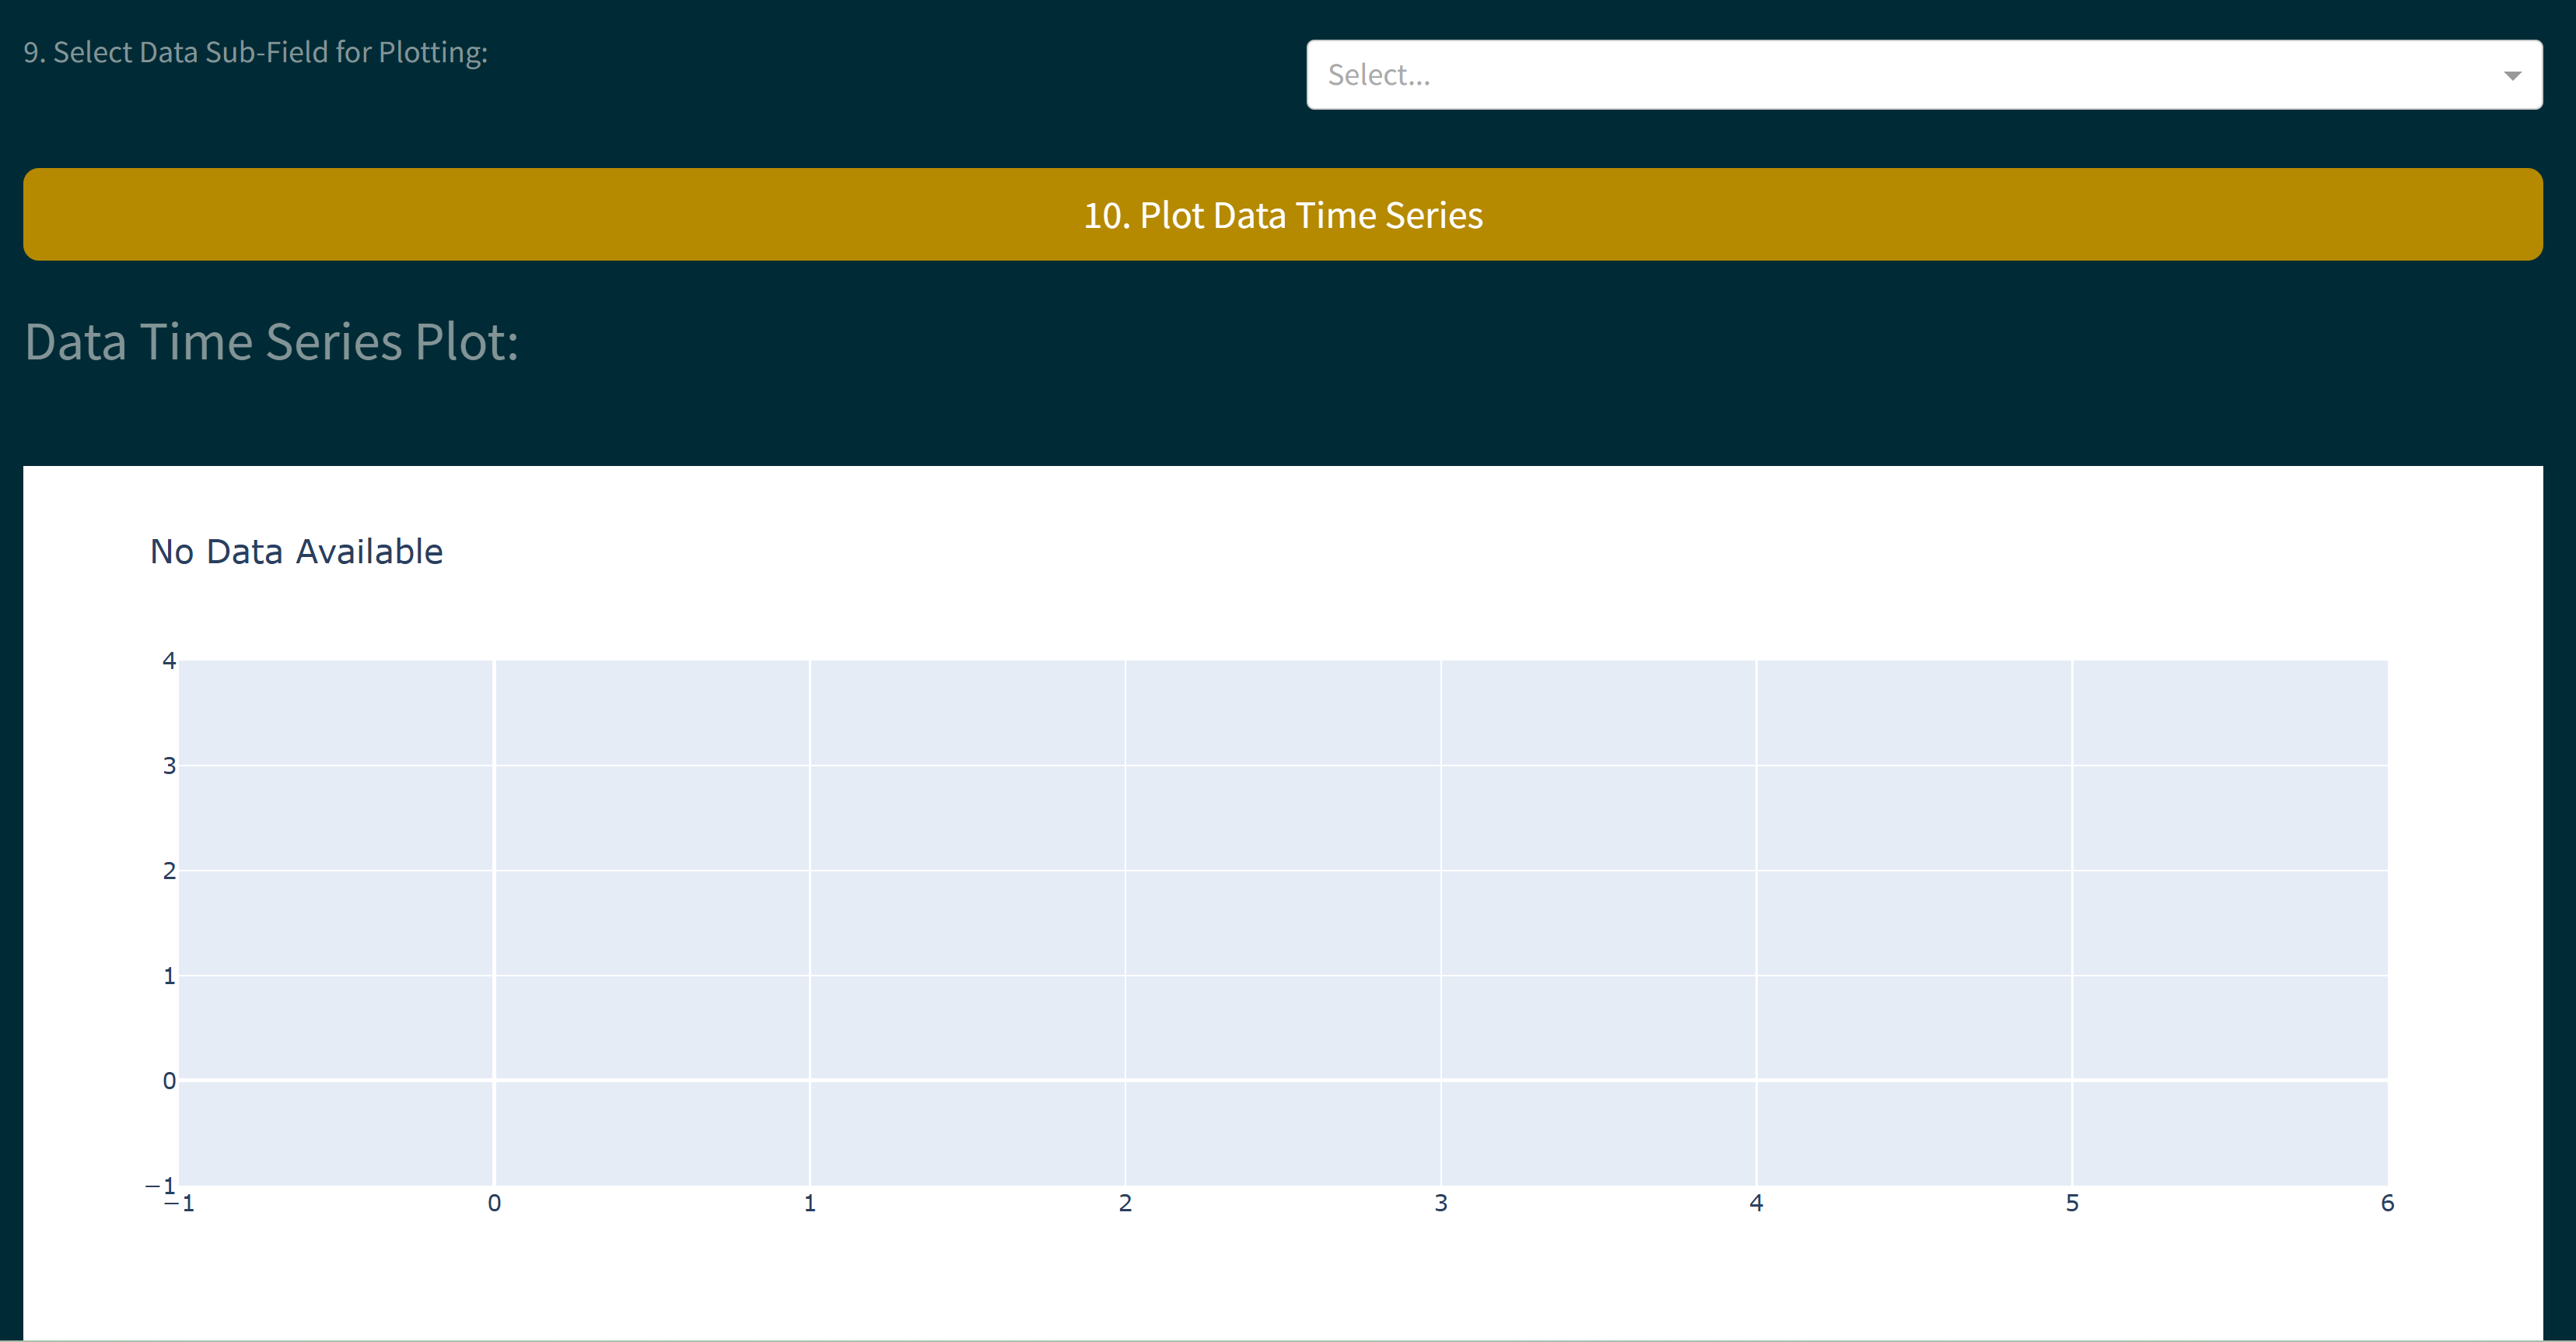 9. Select Data Sub-Field for Plotting:
Select...
10. Plot Data Time Series
Data Time Series Plot:
No Data Available
4
3
2
1
0
−1
−1 0 1 2 3 4 5 6